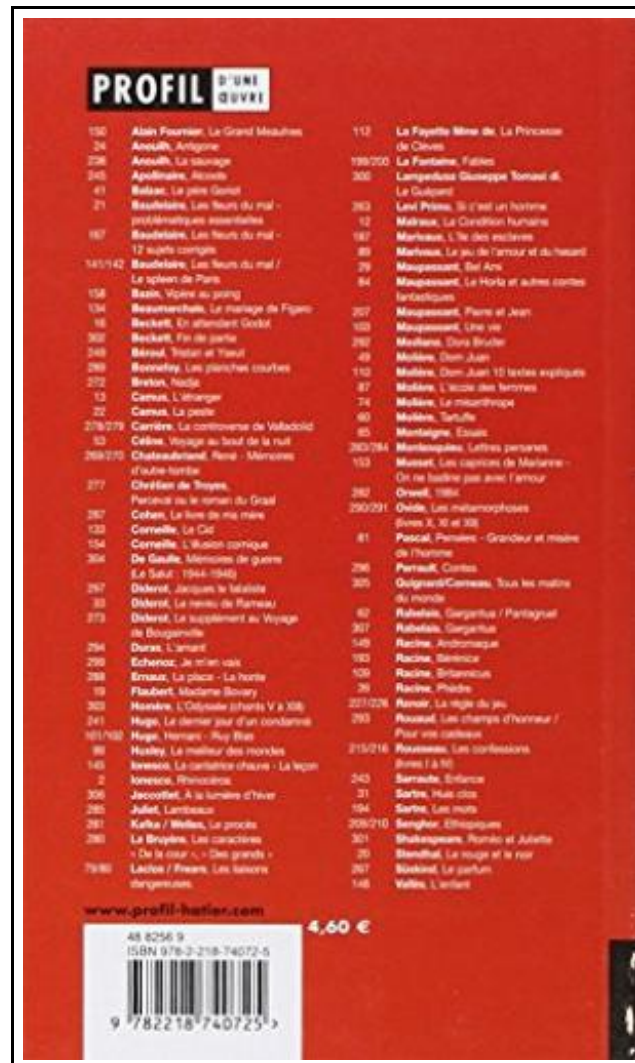 PROFIL D'UNE ŒUVRE
150 Alain Fournier, Le Grand Meaulnes
24 Anouilh, Antigone
236 Anouilh, La sauvage
245 Apollinaire, Alcools
41 Balzac, Le père Goriot
21 Baudelaire, Les fleurs du mal -
problématiques essentielles
187 Baudelaire, Les fleurs du mal -
12 sujets corrigés
141/142 Baudelaire, Les fleurs du mal /
Le spleen de Paris
158 Bazin, Vipère au poing
134 Beaumarchais, Le mariage de Figaro
16 Beckett, En attendant Godot
302 Beckett, Fin de partie
249 Béroul, Tristan et Yseut
Bonnefoy, Les planches courbes
272 Breton, Nadja
13 Camus, L'étranger
22 Camus, La peste
278/279 Carrière, La controverse de Valladolid
53 Céline, Voyage au bout de la nuit
269/270 Chateaubriand, René - Mémoires
d'outre-tombe
277 Chrétien de Troyes,
Perceval ou le roman du Graal
287 Cohen, Le livre de ma mère
133 Corneille, Le Cid
154 Corneille, L'illusion comique
304 De Gaulle, Mémoires de guerre
(Le Salut : 1944-1946)
297 Diderot, Jacques le fataliste
33 Diderot, Le neveu de Rameau
273 Diderot, Le supplément au Voyage
de Bougainville
294 Duras, L'amant
299 Echenoz, Je m'en vais
288 Ernaux, La place - La honte
19 Flaubert, Madame Bovary
303 Homère, L'Odyssée (chants V à XIII)
241 Hugo, Le dernier jour d'un condamné
101/102 Hugo, Hernani - Ruy Blas
Huxley, Le meilleur des mondes
145 Ionesco, La cantatrice chauve - La leçon
2 Ionesco, Rhinocéros
306 Jaccottet, À la lumière d'hiver
285 Juliet, Lambeaux
281 Kafka / Welles, Le procès
280 La Bruyère, Les caractères
« De la cour », « Des grands »
79/80 Laclos / Frears, Les liaisons
dangereuses
112 La Fayette Mme de, La Princesse
de Clèves
199/200 La Fontaine, Fables
300 Lampedusa Giuseppe Tomasi di,
Le Guépard
263 Levi Primo, Si c'est un homme
12 Malraux, La Condition humaine
197 Marivaux, L'île des esclaves
Marivaux, Le jeu de l'amour et du hasard
29 Maupassant, Bel Ami
84 Maupassant, Le Horla et autres contes
fantastiques
207 Maupassant, Pierre et Jean
103 Maupassant, Une vie
292 Modiano, Dora Bruder
49 Molière, Dom Juan
110 Molière, Dom Juan 10 textes expliqués
87 Molière, L'école des femmes
74 Molière, Le misanthrope
60 Molière, Tartuffe
65 Montaigne, Essais
283/284 Montesquieu, Lettres persanes
153 Musset, Les caprices de Marianne -
On ne badine pas avec l'amour
282 Orwell, 1984
290/291 Ovide, Les métamorphoses
(livres X, XI et XII)
81 Pascal, Pensées - Grandeur et misère
de l'homme
296 Perrault, Contes
305 Quignard/Corneau, Tous les matins
du monde
62 Rabelais, Gargantua / Pantagruel
307 Rabelais, Gargantua
149 Racine, Andromaque
193 Racine, Bérénice
109 Racine, Britannicus
39 Racine, Phèdre
227/228 Renoir, La règle du jeu
293 Rouaud, Les champs d'honneur /
Pour vos cadeaux
215/216 Rousseau, Les confessions
(livres I à IV)
243 Sarraute, Enfance
31 Sartre, Huis clos
194 Sartre, Les mots
209/210 Senghor, Ethiopiques
301 Shakespeare, Roméo et Juliette
20 Stendhal, Le rouge et le noir
267 Süskind, Le parfum
148 Vallès, L'enfant
www.profil-hatier.com
4,60 €
48 8256 9
ISBN 978-2-218-74072-5
9 782218 740725 >